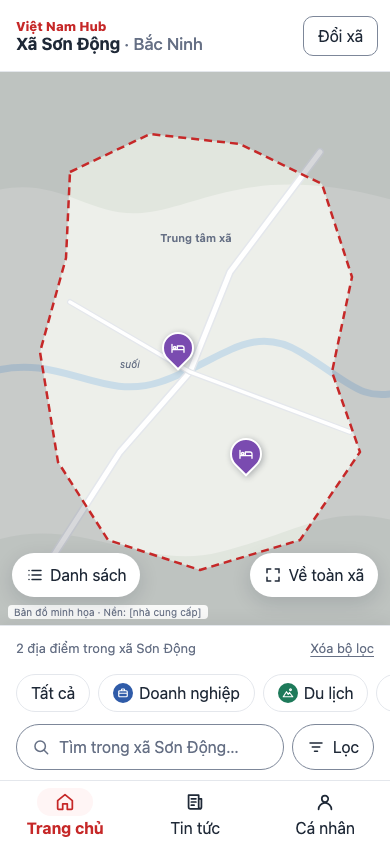 Việt Nam Hub
Xã Sơn Động · Bắc Ninh
Đổi xã
Trung tâm xã
suối
Danh sách
Về toàn xã
Bản đồ minh họa · Nền: [nhà cung cấp]
2 địa điểm trong xã Sơn Động
Xóa bộ lọc
Tất cả
Doanh nghiệp
Du lịch
Tìm trong xã Sơn Động...
Lọc
Trang chủ
Tin tức
Cá nhân